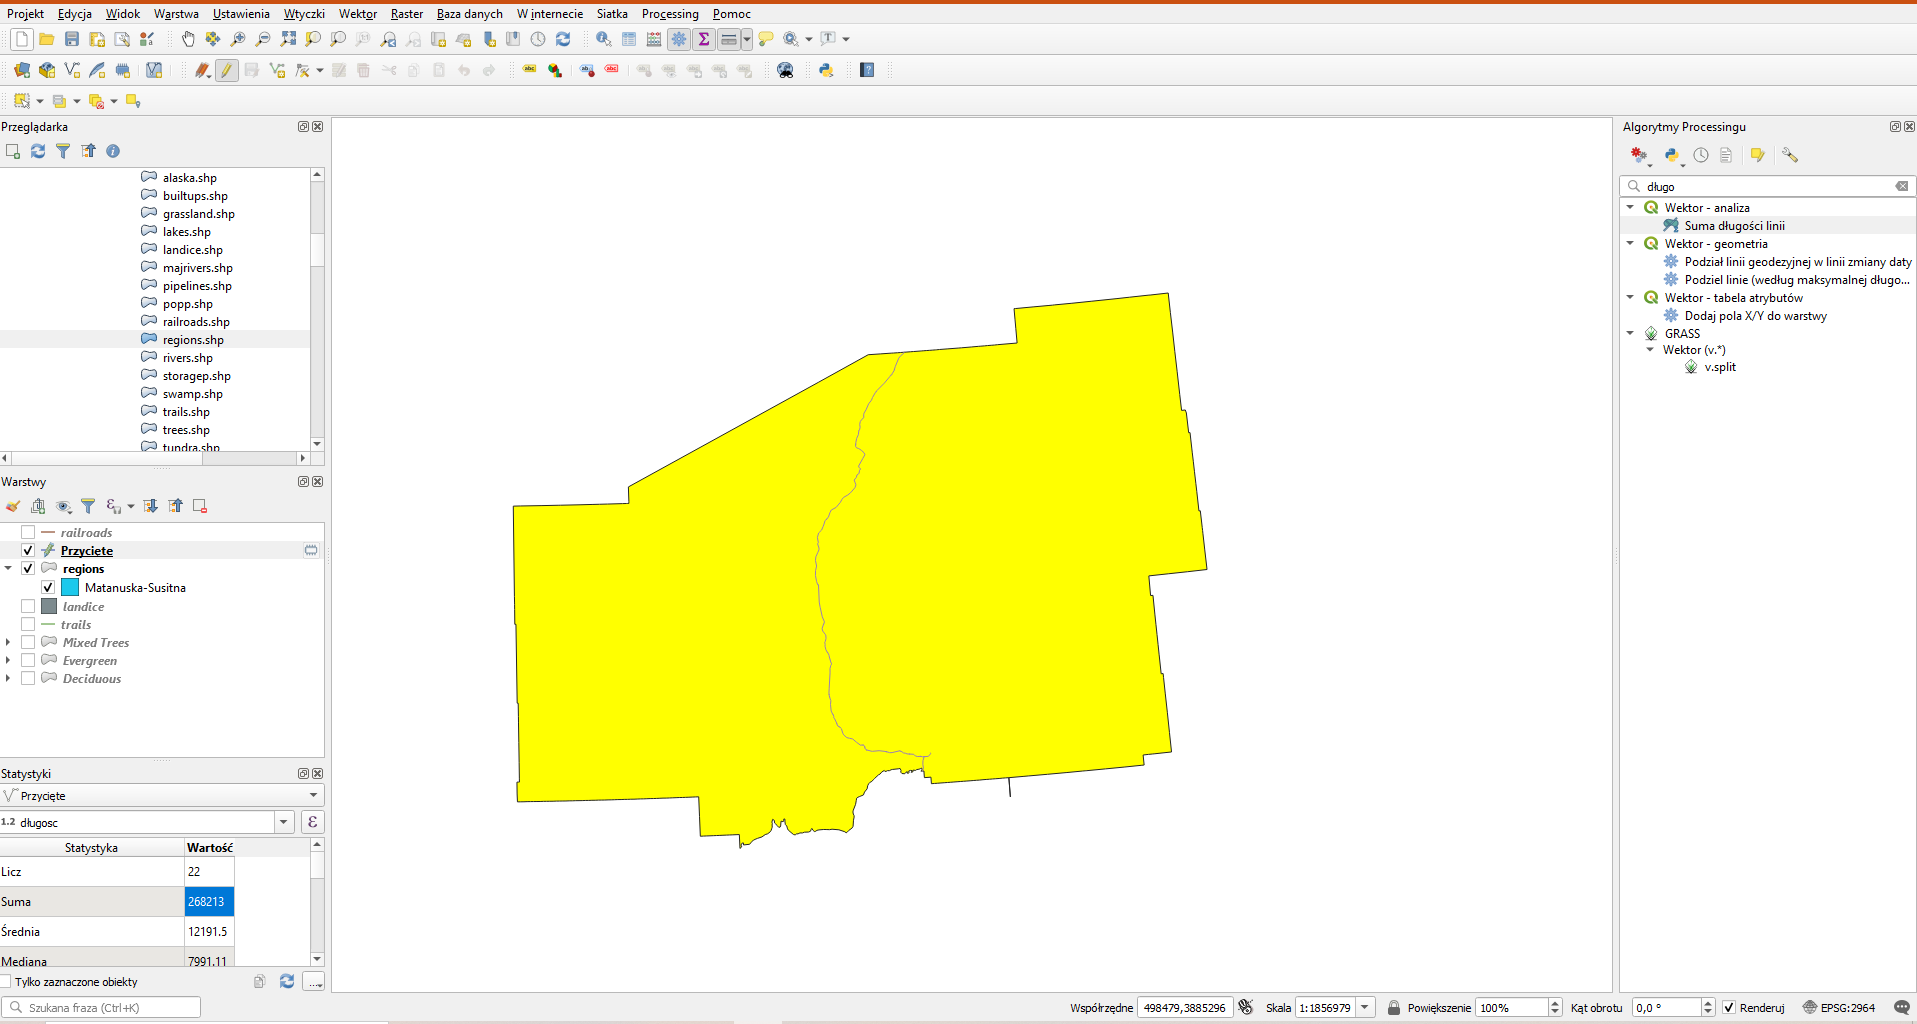 Projekt Edycja Widok Warstwa Ustawienia Wtyczki Wektor Raster Baza danych W internecie Siatka Processing Pomoc
Przeglądarka
alaska.shp
builtups.shp
grassland.shp
lakes.shp
landice.shp
majrivers.shp
pipelines.shp
popp.shp
railroads.shp
regions.shp
rivers.shp
storagep.shp
swamp.shp
trails.shp
trees.shp
tundra.shp
Warstwy
railroads
Przycięte
regions
Matanuska-Susitna
landice
trails
Mixed Trees
Evergreen
Deciduous
Statystyki
Przycięte
1.2 długosc
Statystyka Wartość
Licz 22
Suma 268213
Średnia 12191.5
Mediana 7991.11
Tylko zaznaczone obiekty
Szukana fraza (Ctrl+K)
Algorytmy Processingu
długo
Wektor - analiza
Suma długości linii
Wektor - geometria
Podział linii geodezyjnej w linii zmiany daty
Podziel linie (według maksymalnej długo...
Wektor - tabela atrybutów
Dodaj pola X/Y do warstwy
GRASS
Wektor (v.*)
v.split
Współrzędne 498479,3885296 Skala 1:1856979 Powiększenie 100% Kąt obrotu 0,0 ° Renderuj EPSG:2964